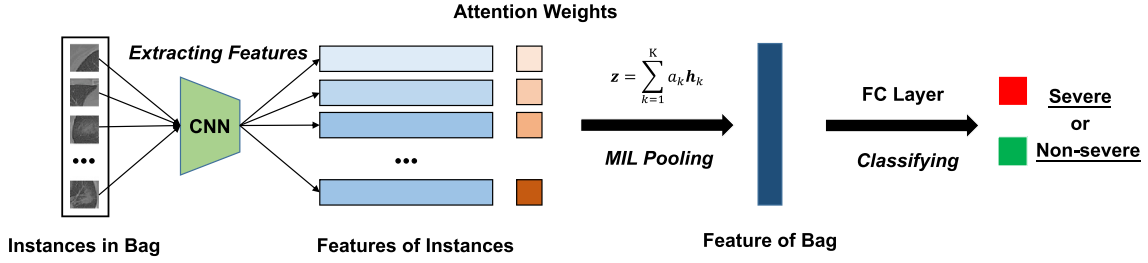 Attention Weights
Extracting Features
CNN
...
...
z = \sum_{k=1}^{K} a_k h_k
MIL Pooling
FC Layer
Classifying
Severe
or
Non-severe
Instances in Bag
Features of Instances
Feature of Bag